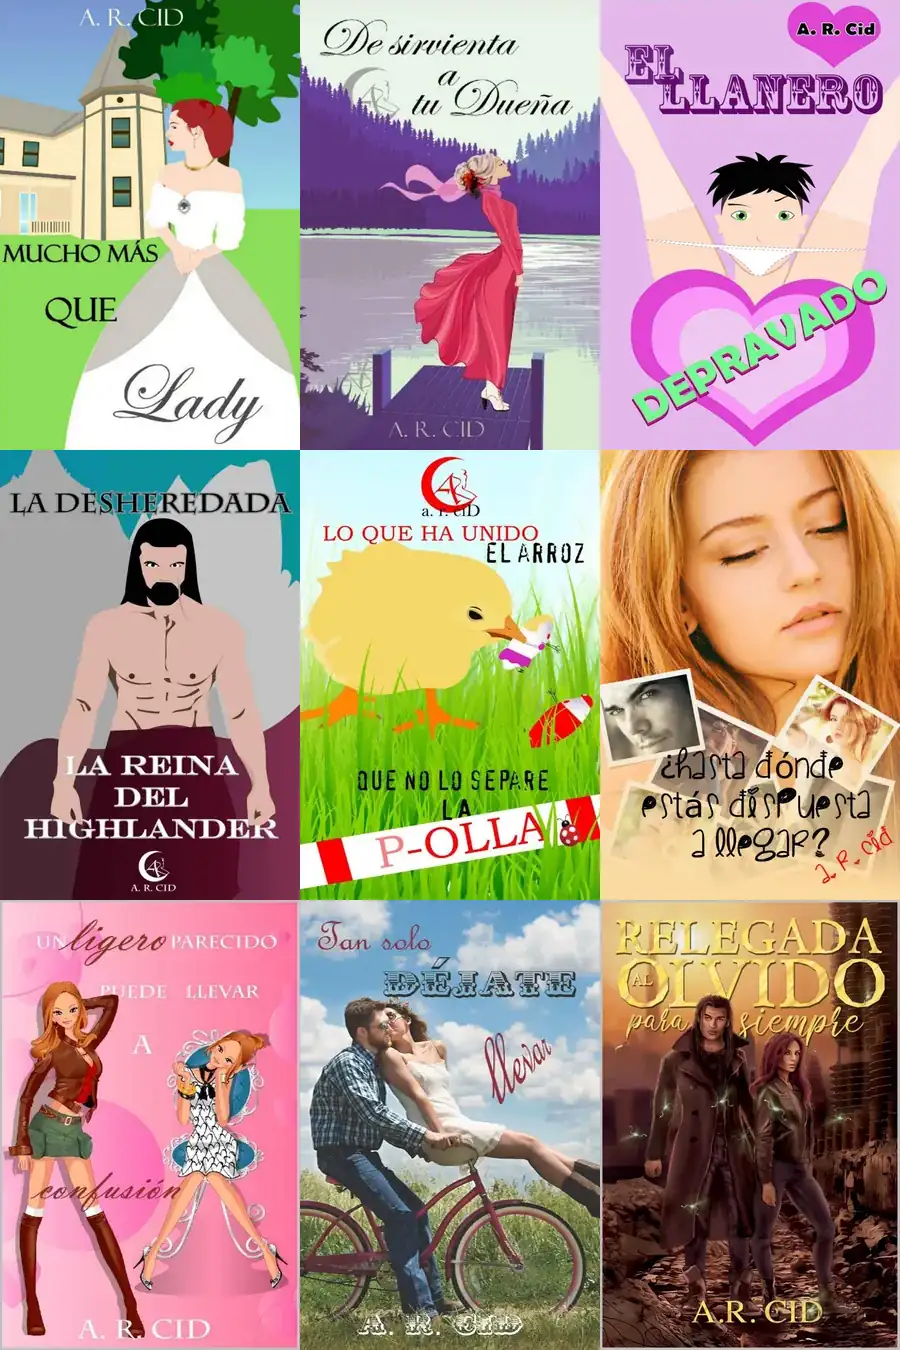 A. R. CID
MUCHO MÁS
QUE
Lady
De sirvienta
a
tu Dueña
A. R. CID
A. R. Cid
EL
LLANERO
DEPRAVADO
LA DESHEREDADA
LA REINA
DEL
HIGHLANDER
A. R. CID
a. r. ciD
LO QUE HA UNIDO
EL ARROZ
QUE NO LO SEPARE
LA
P-OLLA
¿hasta dónde
estás dispuesta
a llegar?
A. R. Cid
UN ligero PARECIDO
PUEDE LLEVAR
A
confusión
A. R. CID
Tan solo
DÉJATE
llevar
A. R. CID
RELEGADA
AL
OLVIDO
para siempre
A.R. CID